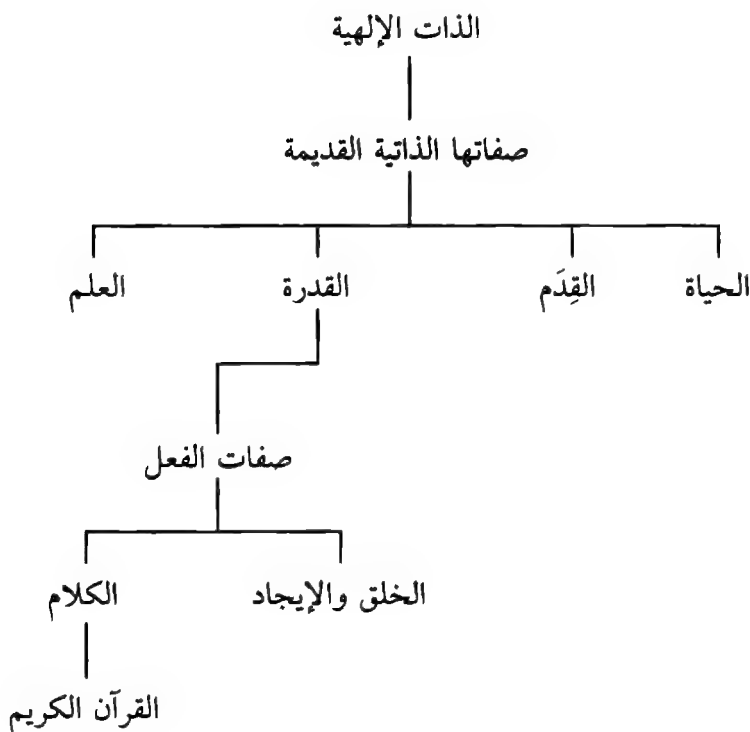 الذات الإلهية
صفاتها الذاتية القديمة
الحياة القِدَم القدرة العلم
صفات الفعل
الخلق والإيجاد الكلام
القرآن الكريم